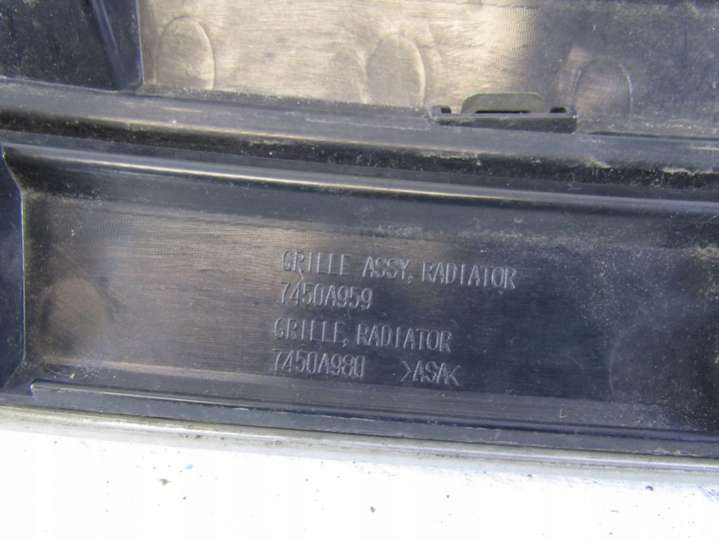 GRILLE ASSY, RADIATOR
7450A959
GRILLE, RADIATOR
7450A980 >ASA<